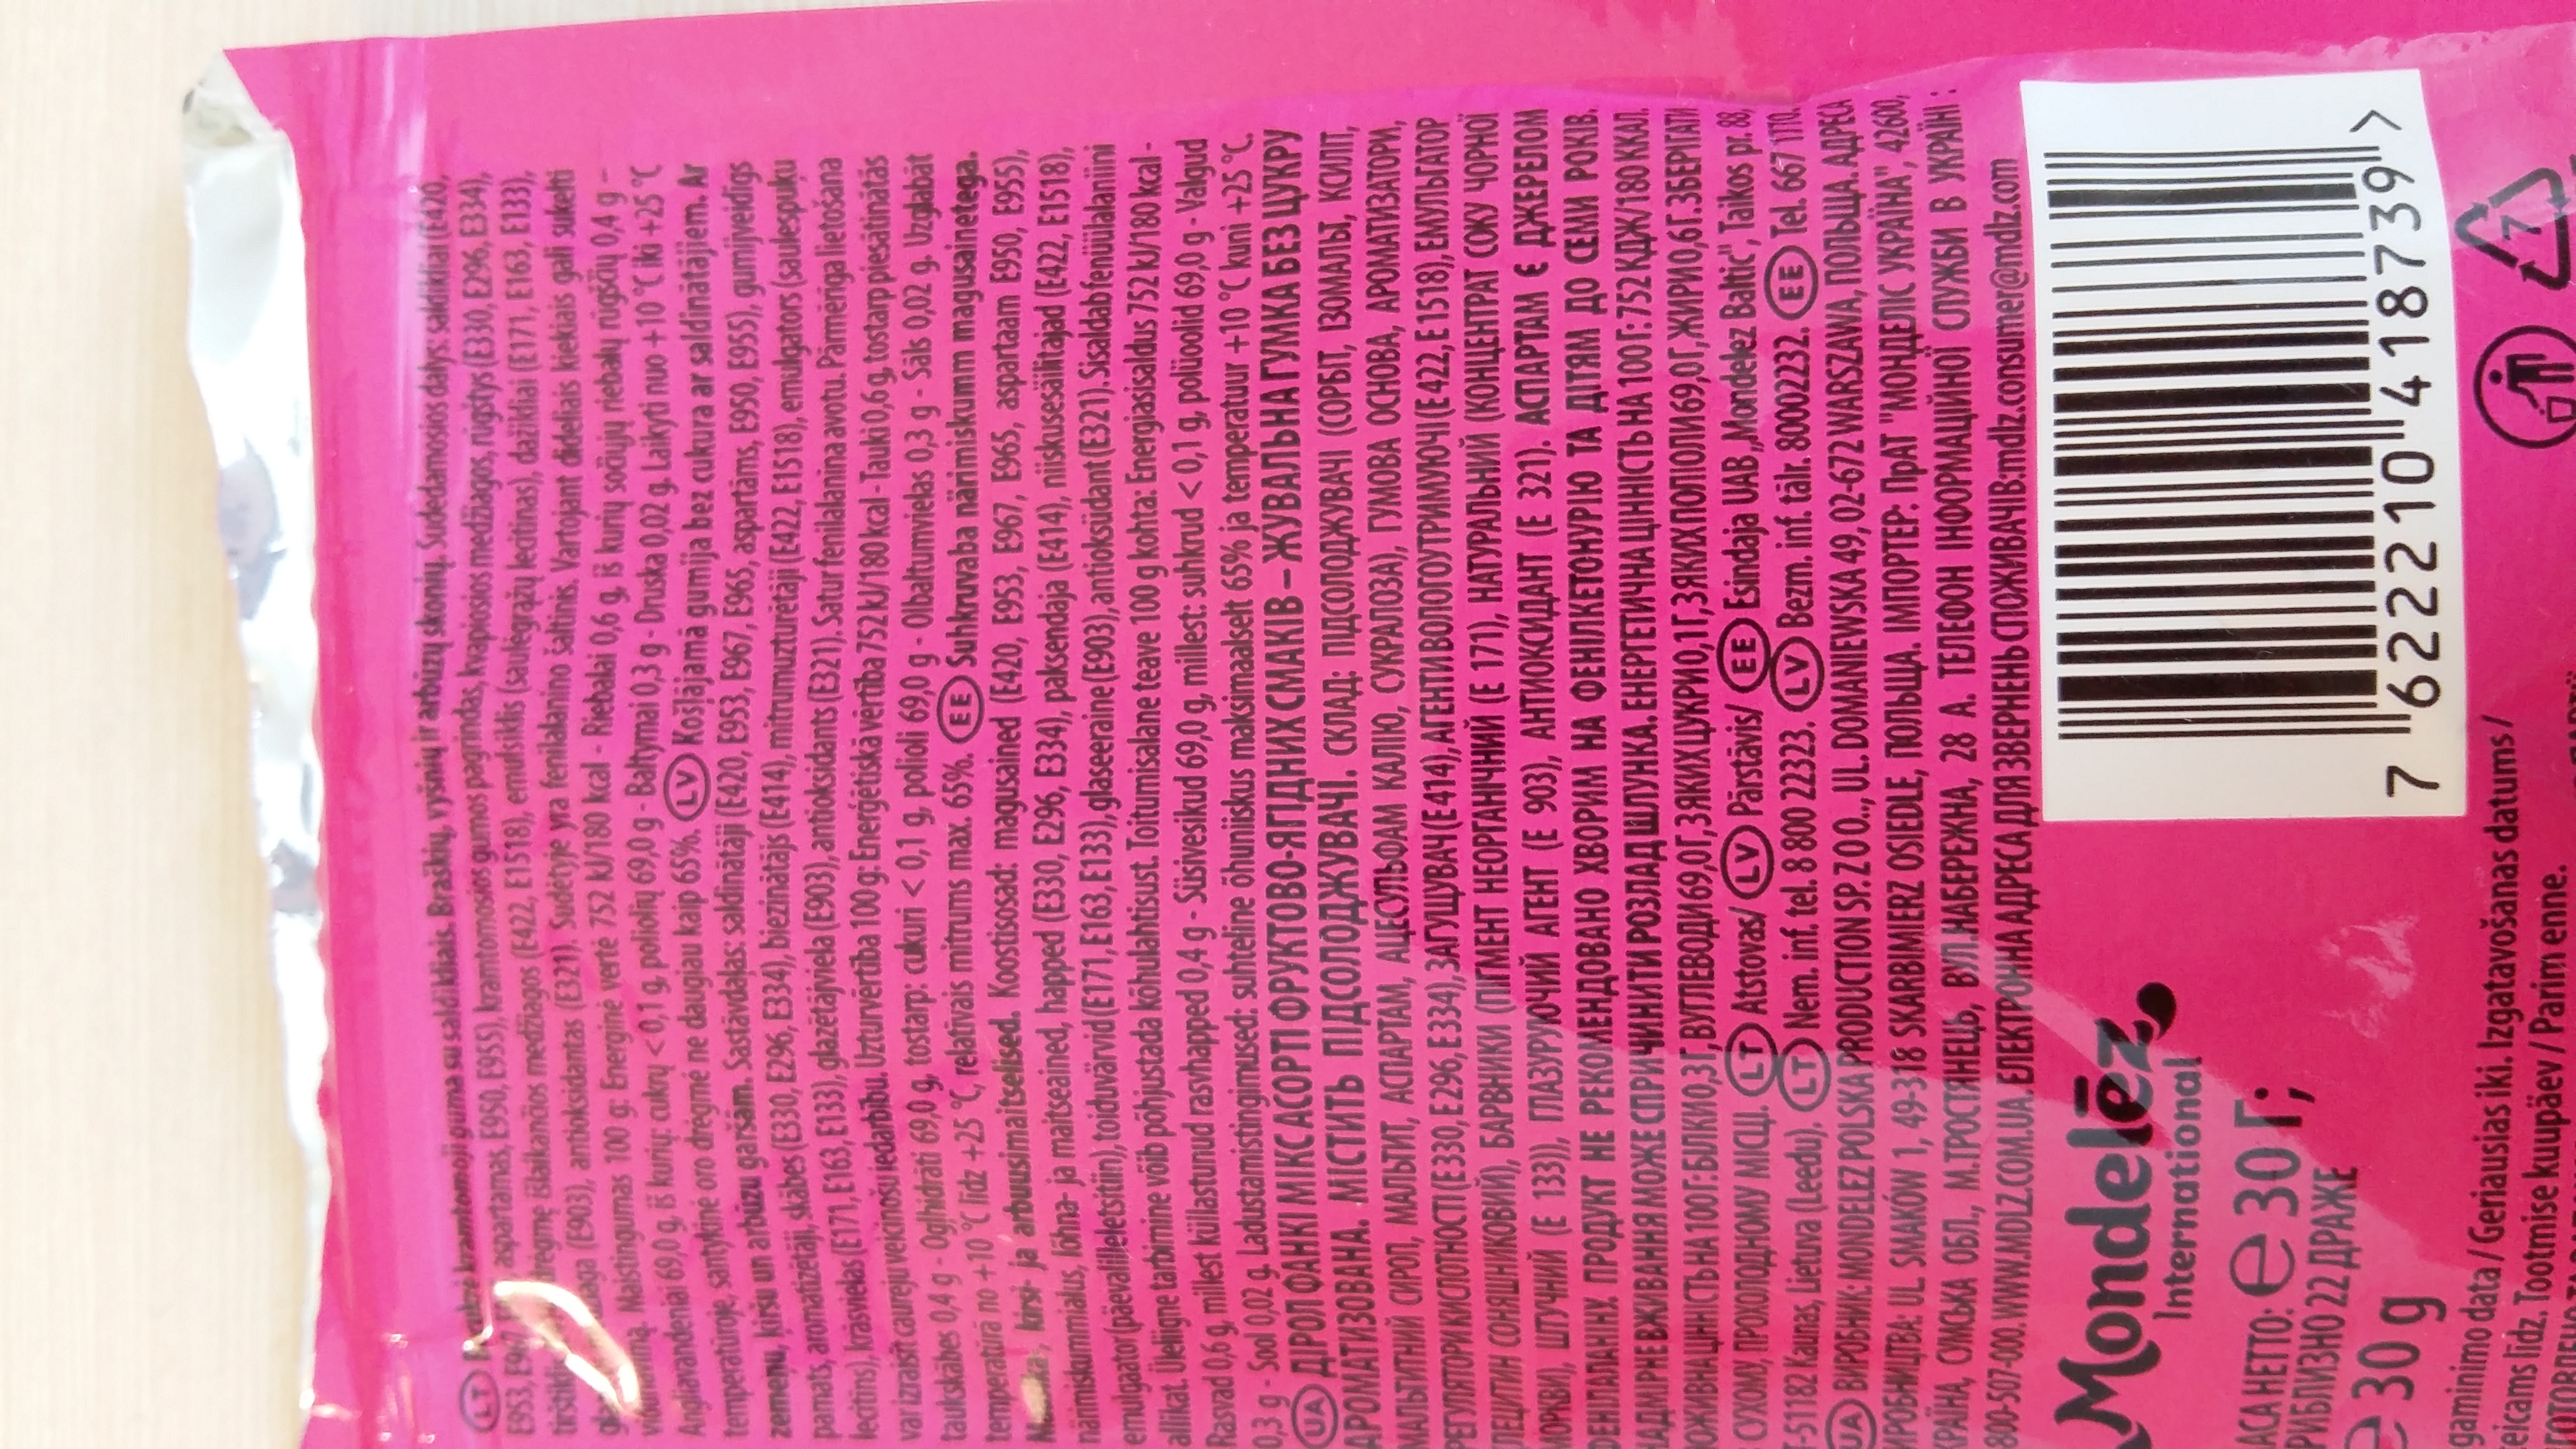 LT kramtomoji guma su saldikliais. Braškių, vyšnių ir arbūzų skonių. Sudedamosios dalys: saldikliai (E420,
E953, E967, aspartamas, E950, E955), kramtomosios gumos pagrindas, kvapiosios medžiagos, rūgštys (E330, E296, E334),
drėgmę išlaikančios medžiagos (E422, E1518), emulsiklis (saulėgrąžų lecitinas), dažikliai (E171, E163, E133),
(E903), antioksidantas (E321). Sudėtyje yra fenilalanino šaltinis. Vartojant dideliais kiekiais gali sukelti
viduriavimą. Maistingumas 100 g: Energinė vertė 752 kJ/180 kcal - Riebalai 0,6 g, iš kurių sočiųjų riebalų rūgščių 0,4 g -
Angliavandeniai 69,0 g, iš kurių: cukrų < 0,1 g, poliolių 69,0 g - Baltymai 0,3 g - Druska 0,02 g. Laikyti nuo +10 °C iki +25 °C
temperatūroje, santykinė oro drėgmė ne daugiau kaip 65%. LV Košļājamā gumija bez cukura ar saldinātājiem. Ar
zemeņu, ķiršu un arbūzu garšām. Sastāvdaļas: saldinātāji (E420, E953, E967, E965, aspartāms, E950, E955), gumijveidīgs
pamats, aromatizētāji, skābes (E330, E296, E334), biezinātājs (E414), mitrumuzturētāji (E422, E1518), emulgators (saulespuķu
lecitīns), krāsvielas (E171, E163, E133), glazētājviela (E903), antioksidants (E321). Satur fenilalanīna avotu. Pārmērīga lietošana
var izraisīt caureju veicinošu iedarbību. Uzturvērtība 100 g: Enerģētiskā vērtība 752 kJ/180 kcal - Tauki 0,6 g, tostarp piesātinātās
taukskābes 0,4 g - Ogļhidrāti 69,0 g, tostarp: cukuri < 0,1 g, polioli 69,0 g - Olbaltumvielas 0,3 g - Sāls 0,02 g. Uzglabāt
temperatūrā no +10 °C līdz +25 °C, relatīvais mitrums max. 65%. EE Suhkruvaba närimiskumm magusainetega.
kirsi- ja arbuusimaitselised. Koostisosad: magusained (E420, E953, E967, E965, aspartaam E950, E955),
närimiskummialus, lõhna- ja maitseained, happed (E330, E296, E334), paksendaja (E414), niiskusesäilitajad (E422, E1518),
emulgaator (päevalilleletsitiin), toiduvärvid (E171, E163, E133), glaseeraine (E903), antioksüdant (E321). Sisaldab fenüülalaniini
allikat. Üleliigne tarbimine võib põhjustada kõhulahtisust. Toitumisalane teave 100 g kohta: Energiasisaldus 752 kJ/180 kcal -
Rasvad 0,6 g, millest küllastunud rasvhapped 0,4 g - Süsivesikud 69,0 g, millest: suhkrud < 0,1 g, polüoolid 69,0 g - Valgud
0,3 g - Sool 0,02 g. Ladustamistingimused: suhteline õhuniiskus maksimaalselt 65% ja temperatuur +10 °C kuni +25 °C.
UA ДІРОЛ ФАНКІ МІКС АСОРТІ ФРУКТОВО-ЯГІДНИХ СМАКІВ – ЖУВАЛЬНА ГУМКА БЕЗ ЦУКРУ
АРОМАТИЗОВАНА. МІСТИТЬ ПІДСОЛОДЖУВАЧІ. СКЛАД: ПІДСОЛОДЖУВАЧІ (СОРБІТ, ІЗОМАЛЬТ, КСИЛІТ,
МАЛЬТИТНИЙ СИРОП, МАЛЬТИТ, АСПАРТАМ, АЦЕСУЛЬФАМ КАЛІЮ, СУКРАЛОЗА), ГУМОВА ОСНОВА, АРОМАТИЗАТОРИ,
РЕГУЛЯТОРИ КИСЛОТНОСТІ (Е 330, Е 296, Е 334), ЗАГУЩУВАЧ (Е 414), АГЕНТИ ВОЛОГОУТРИМУЮЧІ (Е 422, Е 1518), ЕМУЛЬГАТОР
(ЛЕЦИТИН СОНЯШНИКОВИЙ), БАРВНИКИ (ПІГМЕНТ НЕОРГАНІЧНИЙ (Е 171), НАТУРАЛЬНИЙ (КОНЦЕНТРАТ СОКУ ЧОРНОЇ
МОРКВИ), ШТУЧНИЙ (Е 133)), ГЛАЗУРУЮЧИЙ АГЕНТ (Е 903), АНТИОКСИДАНТ (Е 321). АСПАРТАМ Є ДЖЕРЕЛОМ
ФЕНІЛАЛАНІНУ. ПРОДУКТ НЕ РЕКОМЕНДОВАНО ХВОРИМ НА ФЕНІЛКЕТОНУРІЮ ТА ДІТЯМ ДО СЕМИ РОКІВ.
НАДМІРНЕ ВЖИВАННЯ МОЖЕ СПРИЧИНИТИ РОЗЛАД ШЛУНКА. ЕНЕРГЕТИЧНА ЦІННІСТЬ НА 100 Г: 752 КДЖ/180 ККАЛ.
ПОЖИВНА ЦІННІСТЬ НА 100 Г: БІЛКИ 0,3 Г, ВУГЛЕВОДИ 69,0 Г, З ЯКИХ ЦУКРИ 0,1 Г, З ЯКИХ ПОЛІОЛИ 69,0 Г, ЖИРИ 0,6 Г. ЗБЕРІГАТИ
СУХОМУ, ПРОХОЛОДНОМУ МІСЦІ. LT Atstovas/ LV Pārstāvis/ EE Esindaja UAB „Mondelez Baltic", Taikos pr. 88,
LT-51182 Kaunas, Lietuva (Leedu). LT Nem. inf. tel. 8 800 22323. LV Bezm. inf. tālr. 80002232. EE Tel. 667 1770.
UA ВИРОБНИК: MONDELEZ POLSKA PRODUCTION SP. Z O O.., UL. DOMANIEWSKA 49, 02-672 WARSZAWA, ПОЛЬЩА. АДРЕСА
ВИРОБНИЦТВА: UL. SMAKÓW 1, 49-318 SKARBIMIERZ OSIEDLE, ПОЛЬЩА. ІМПОРТЕР: ПрАТ "МОНДЕЛІС УКРАЇНА", 42600,
УКРАЇНА, СУМСЬКА ОБЛ., М.ТРОСТЯНЕЦЬ, ВУЛ.НАБЕРЕЖНА, 28 А. ТЕЛЕФОН ІНФОРМАЦІЙНОЇ СЛУЖБИ В УКРАЇНІ :
800-507-000. WWW.MDLZ.COM.UA. ЕЛЕКТРОННА АДРЕСА ДЛЯ ЗВЕРНЕНЬ СПОЖИВАЧІВ: mdlz.consumer@mdlz.com
Mondelēz
International
МАСА НЕТТО: e 30 Г;
ПРИБЛИЗНО 22 ДРАЖЕ
e 30 g
7 622210 418739 >
gaminimo data / Geriausias iki. Izgatavošanas datums /
Ieteicams līdz. Tootmise kuupäev / Parim enne.
7